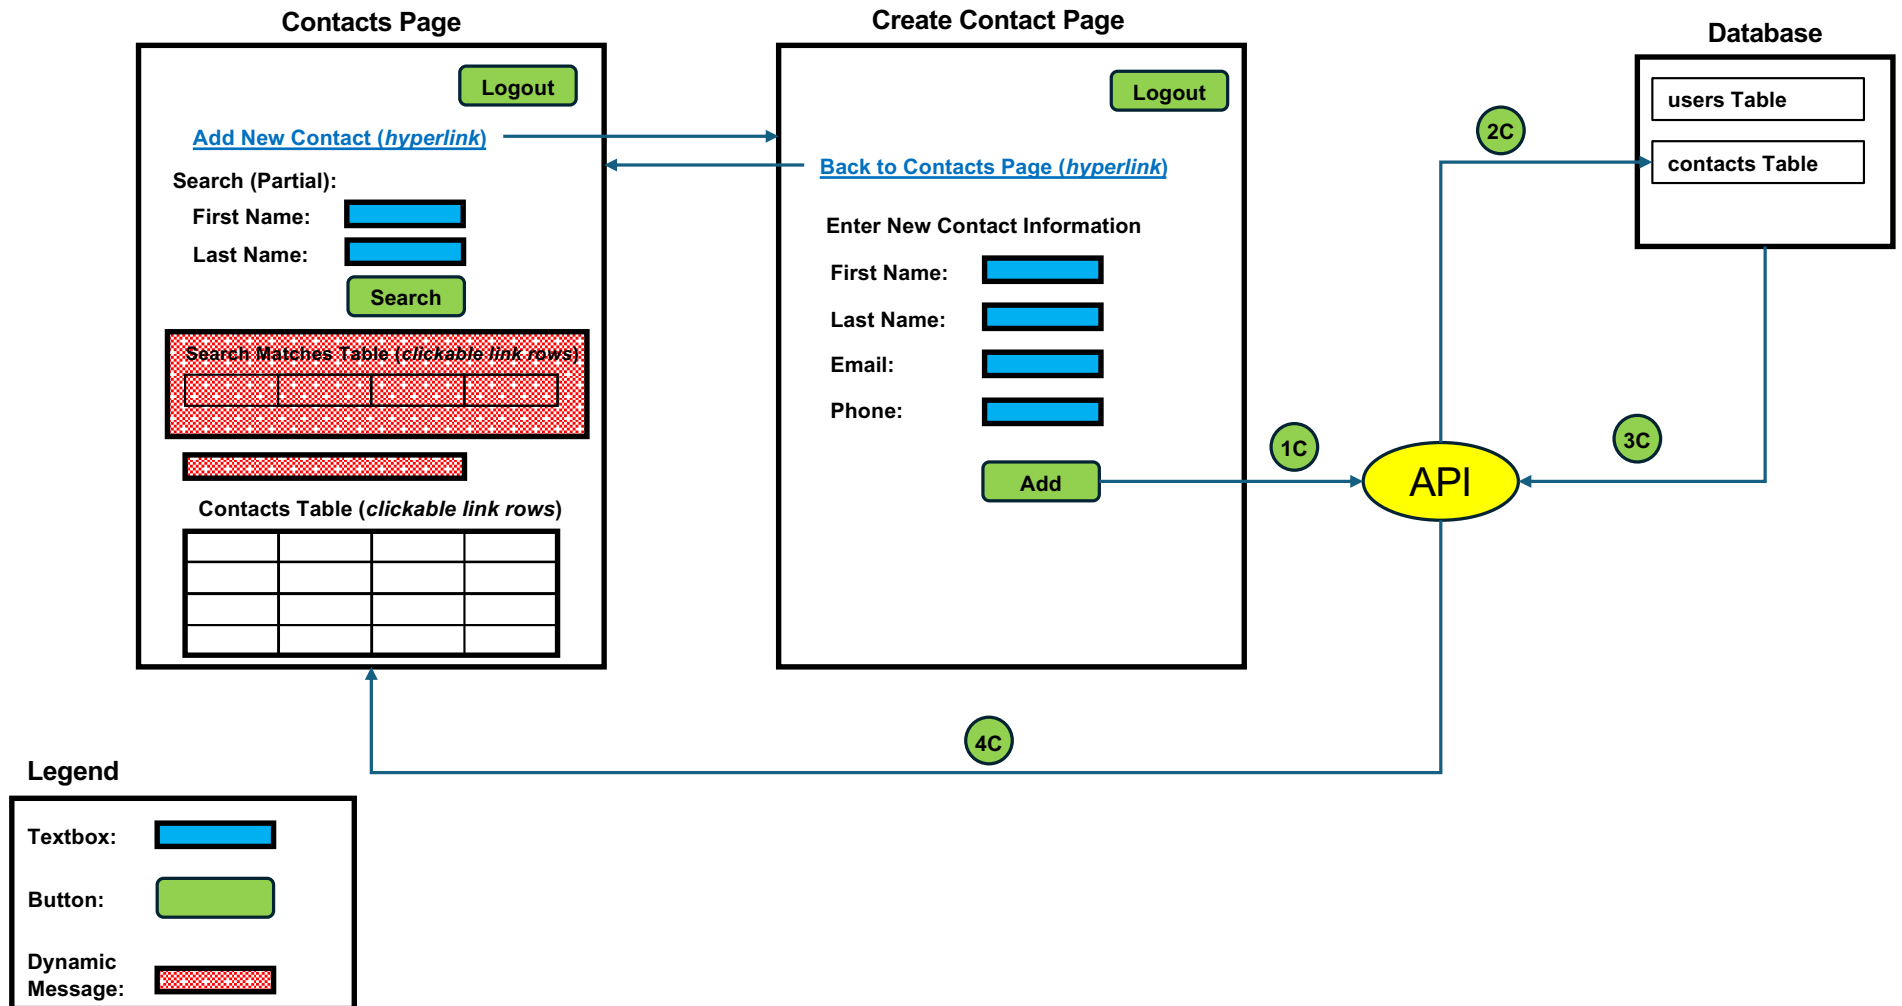 Contacts Page
Logout
Add New Contact (hyperlink)
Search (Partial):
First Name:
Last Name:
Search
Search Matches Table (clickable link rows)
Contacts Table (clickable link rows)
Create Contact Page
Logout
Back to Contacts Page (hyperlink)
Enter New Contact Information
First Name:
Last Name:
Email:
Phone:
Add
1C
API
2C
3C
4C
Database
users Table
contacts Table
Legend
Textbox:
Button:
Dynamic
Message: